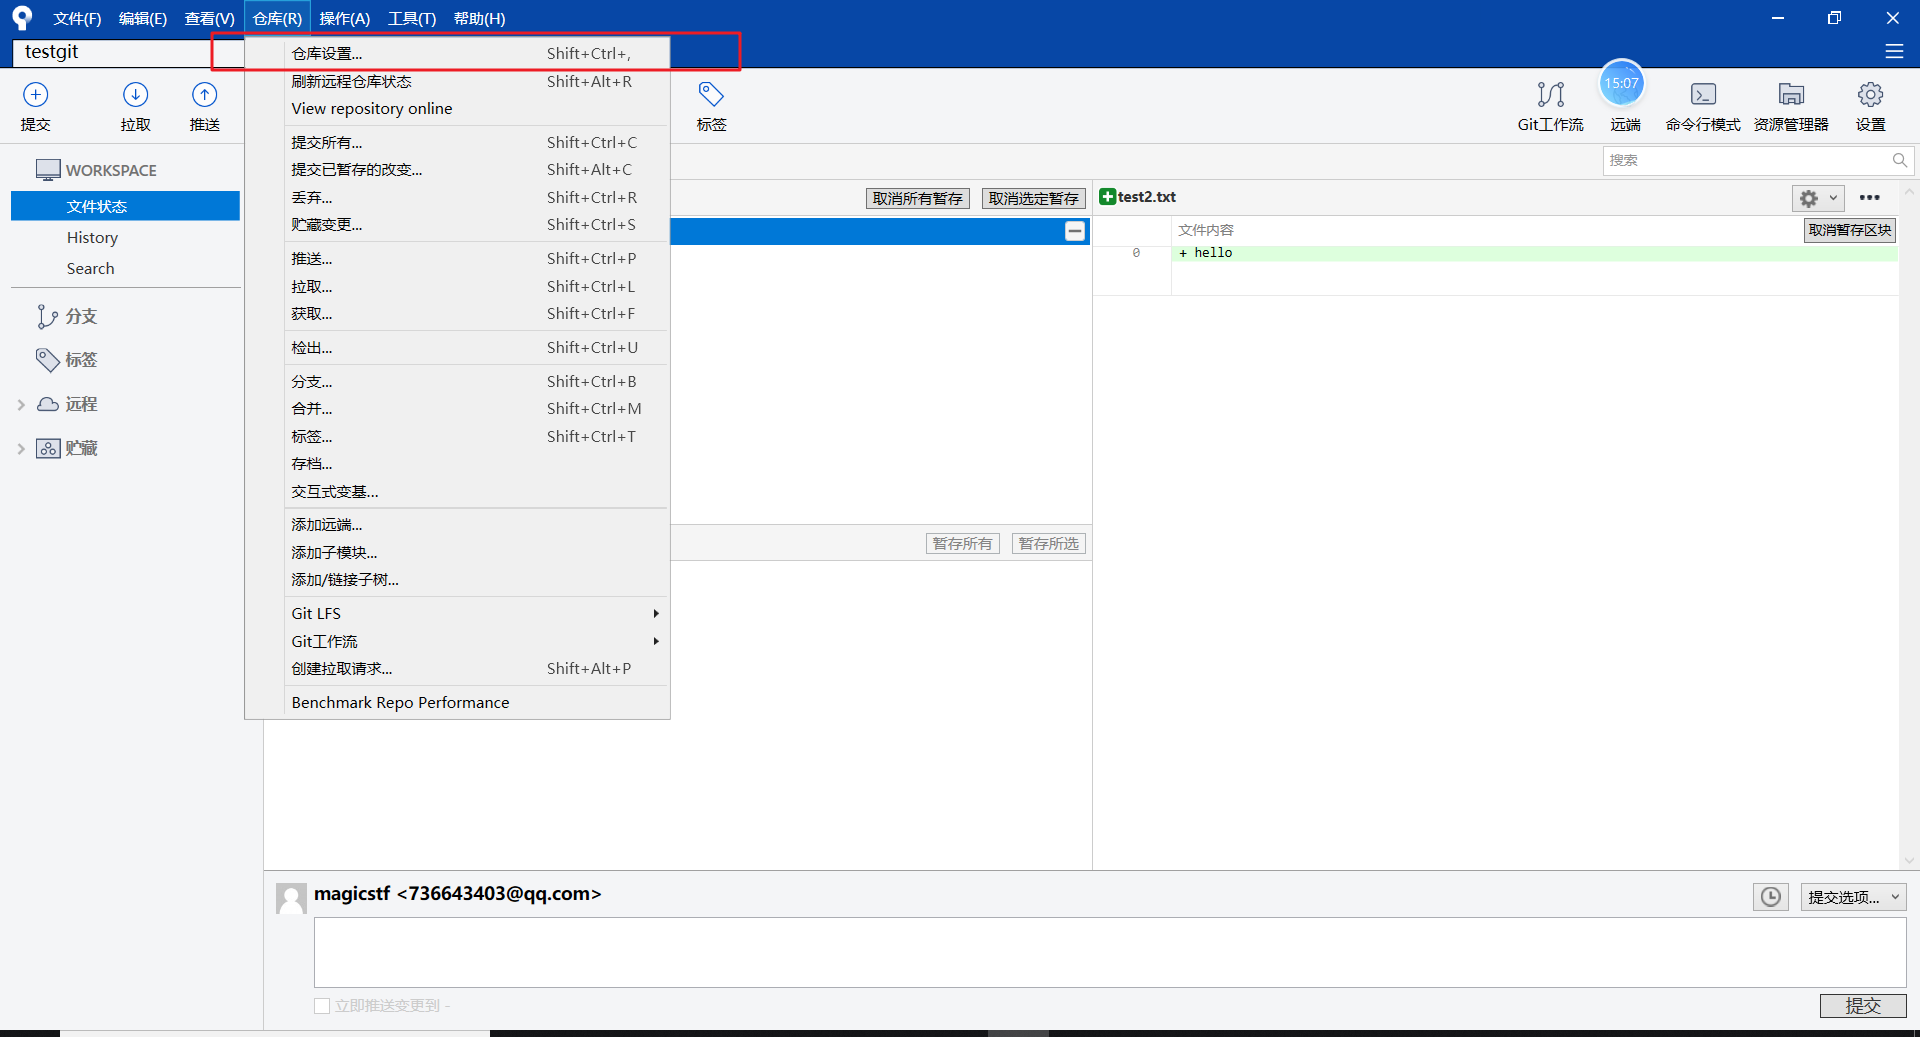 文件(F) 编辑(E) 查看(V) 仓库(R) 操作(A) 工具(T) 帮助(H)
testgit
仓库设置... Shift+Ctrl+,
刷新远程仓库状态 Shift+Alt+R
View repository online
提交所有... Shift+Ctrl+C
提交已暂存的改变... Shift+Alt+C
丢弃... Shift+Ctrl+R
贮藏变更... Shift+Ctrl+S
推送... Shift+Ctrl+P
拉取... Shift+Ctrl+L
获取... Shift+Ctrl+F
检出... Shift+Ctrl+U
分支... Shift+Ctrl+B
合并... Shift+Ctrl+M
标签... Shift+Ctrl+T
存档...
交互式变基...
添加远端...
添加子模块...
添加/链接子树...
Git LFS
Git工作流
创建拉取请求... Shift+Alt+P
Benchmark Repo Performance
提交 拉取 推送 标签 Git工作流 远端 命令行模式 资源管理器 设置
15:07
搜索
WORKSPACE
文件状态
History
Search
分支
标签
远程
贮藏
取消所有暂存 取消选定暂存
test2.txt
文件内容 取消暂存区块
0 + hello
暂存所有 暂存所选
magicstf <736643403@qq.com>
提交选项...
立即推送变更到 -
提交